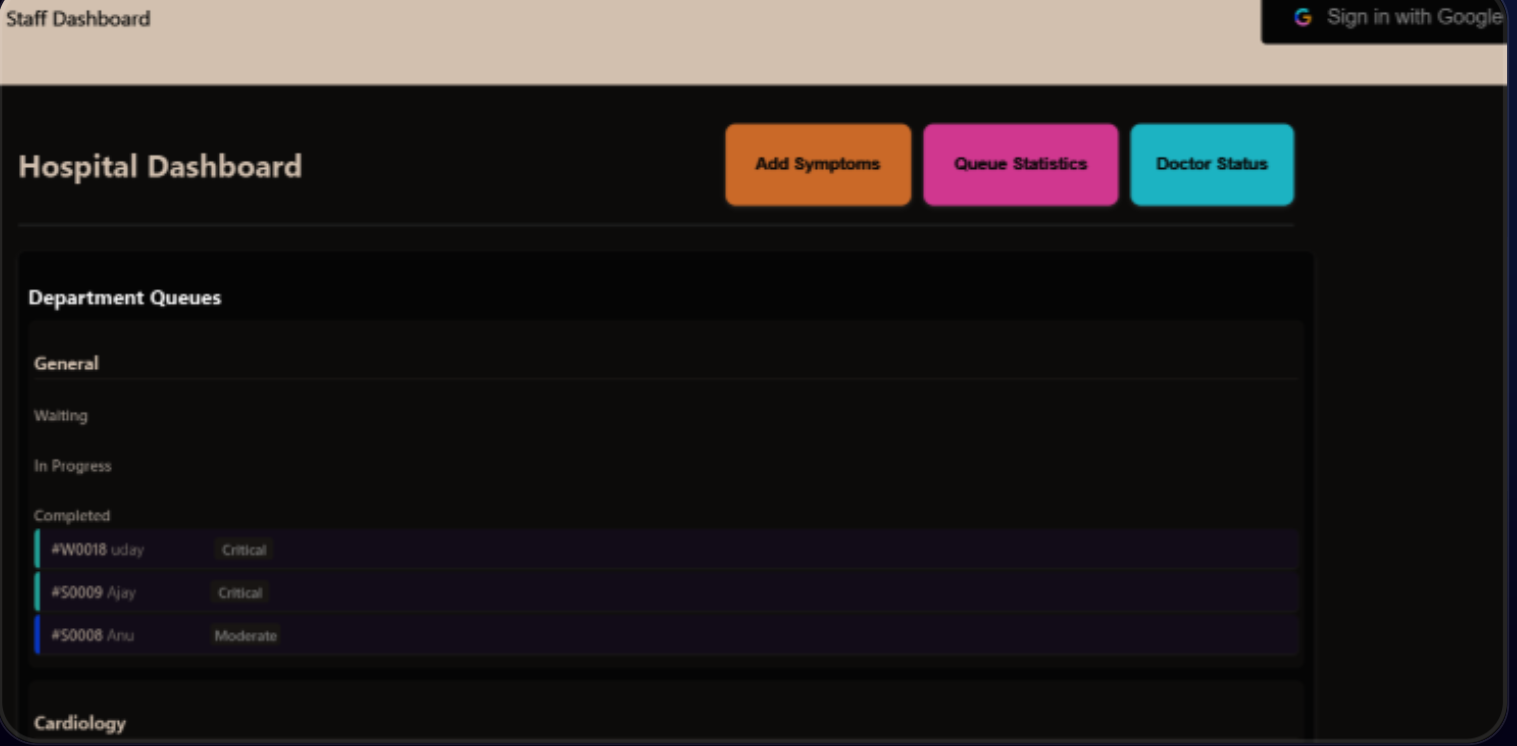 Staff Dashboard
Sign in with Google
Hospital Dashboard
Add Symptoms
Queue Statistics
Doctor Status
Department Queues
General
Waiting
In Progress
Completed
#W0018 uday Critical
#S0009 Ajay Critical
#S0008 Anu Moderate
Cardiology